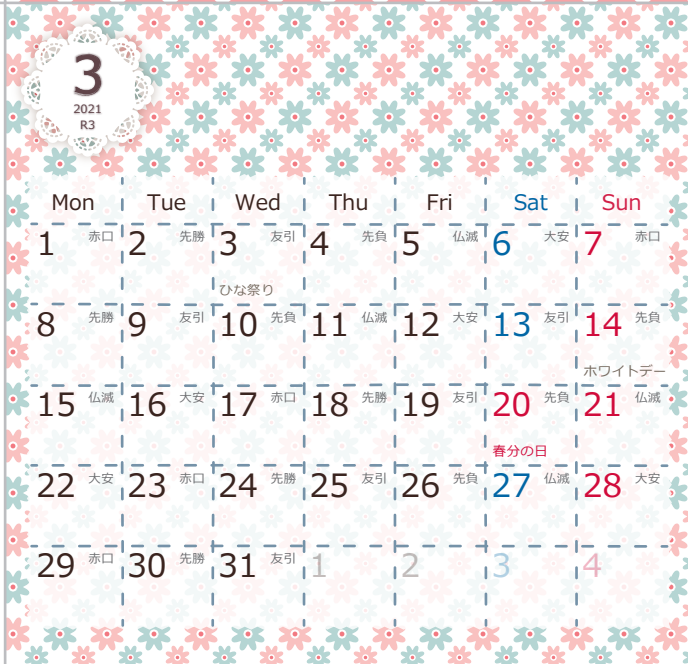 3
2021
R3
Mon Tue Wed Thu Fri Sat Sun
1 赤口 2 先勝 3 友引 4 先負 5 仏滅 6 大安 7 赤口
ひな祭り
8 先勝 9 友引 10 先負 11 仏滅 12 大安 13 友引 14 先負
ホワイトデー
15 仏滅 16 大安 17 赤口 18 先勝 19 友引 20 先負 21 仏滅
春分の日
22 大安 23 赤口 24 先勝 25 友引 26 先負 27 仏滅 28 大安
29 赤口 30 先勝 31 友引 1 2 3 4